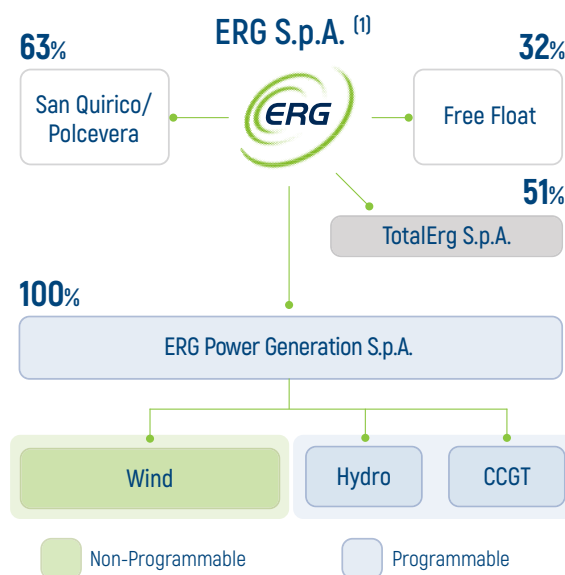 ERG S.p.A. (1)
63%
32%
San Quirico/
Polcevera
ERG
Free Float
51%
TotalErg S.p.A.
100%
ERG Power Generation S.p.A.
Wind
Hydro
CCGT
Non-Programmable
Programmable